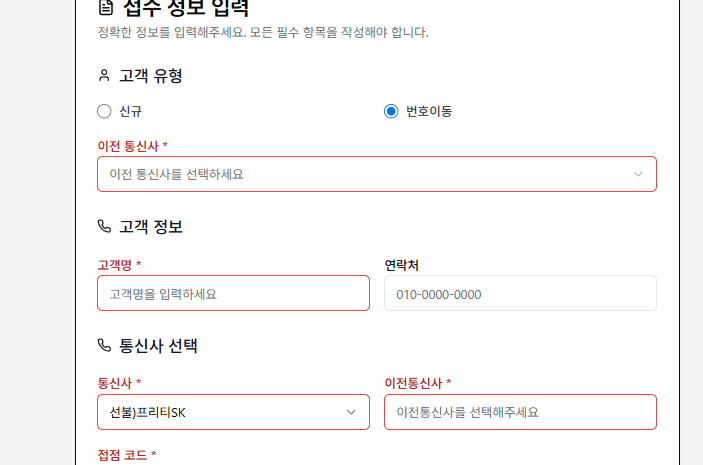 접수 정보 입력
정확한 정보를 입력해주세요. 모든 필수 항목을 작성해야 합니다.
고객 유형
신규
번호이동
이전 통신사 *
이전 통신사를 선택하세요
고객 정보
고객명 *
연락처
고객명을 입력하세요
010-0000-0000
통신사 선택
통신사 *
이전통신사 *
선불)프리티SK
이전통신사를 선택해주세요
접점 코드 *